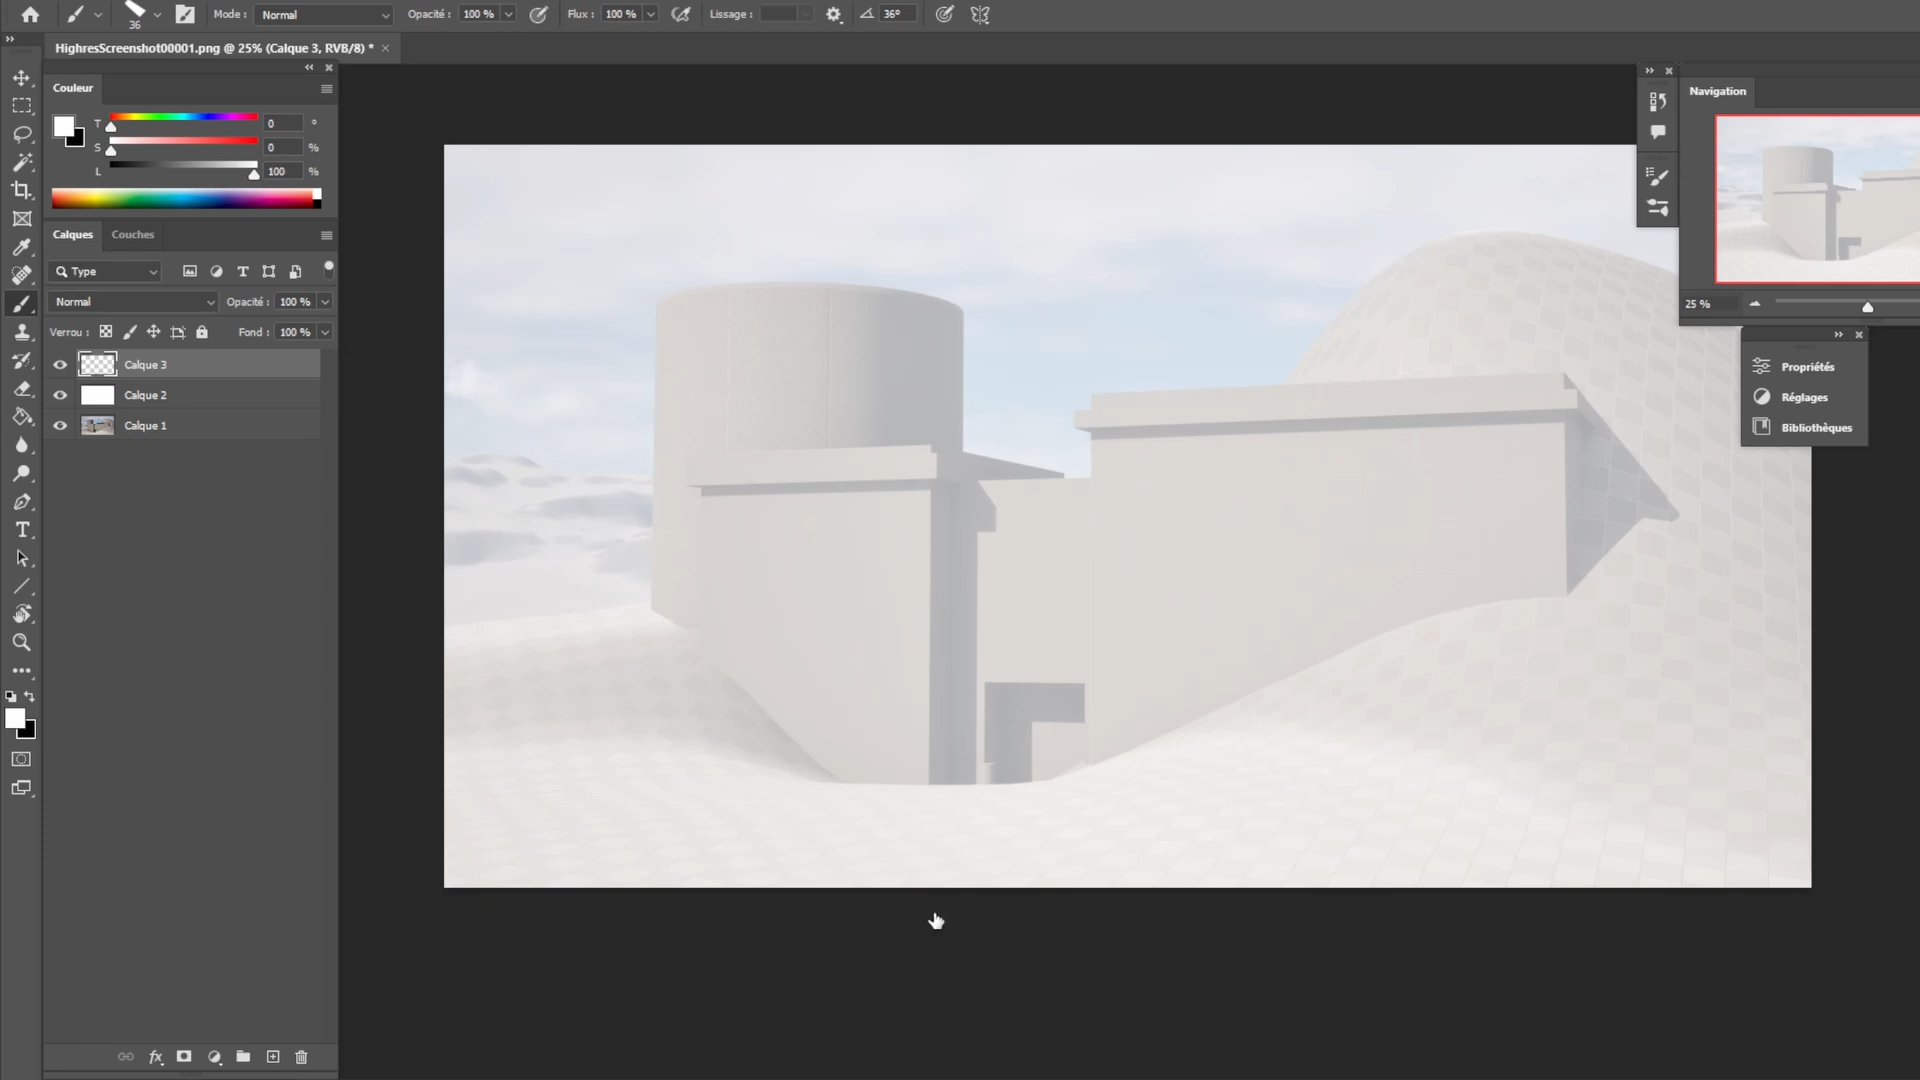 36
Mode :
Normal
Opacité :
100 %
Flux :
100 %
Lissage :
36°
HighresScreenshot00001.png @ 25% (Calque 3, RVB/8) *
Couleur
T
0
°
S
0
%
L
100
%
Calques
Couches
Type
Normal
Opacité :
100 %
Verrou :
Fond :
100 %
Calque 3
Calque 2
Calque 1
fx
Navigation
25 %
Propriétés
Réglages
Bibliothèques